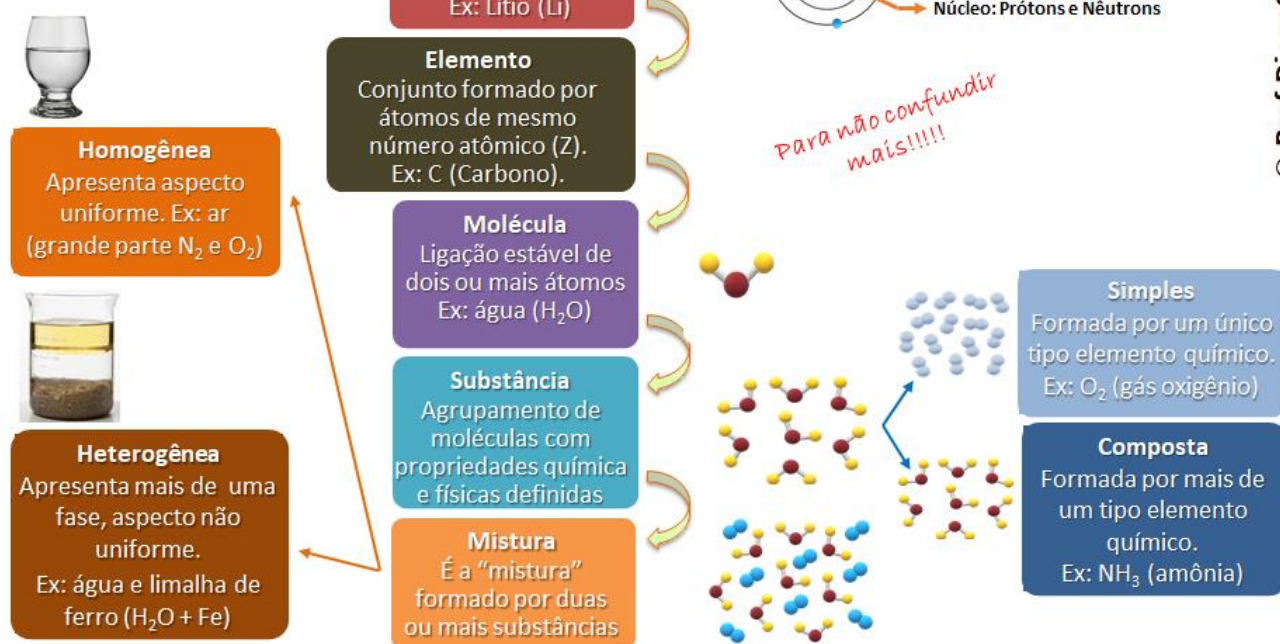 Ex: Lítio (Li)
Núcleo: Prótons e Nêutrons
Elemento
Conjunto formado por
átomos de mesmo
número atômico (Z).
Ex: C (Carbono).
Para não confundir
mais!!!!!
Homogênea
Apresenta aspecto
uniforme. Ex: ar
(grande parte N₂ e O₂)
Molécula
Ligação estável de
dois ou mais átomos
Ex: água (H₂O)
Simples
Formada por um único
tipo elemento químico.
Ex: O₂ (gás oxigênio)
Substância
Agrupamento de
moléculas com
propriedades química
e físicas definidas
Heterogênea
Apresenta mais de uma
fase, aspecto não
uniforme.
Ex: água e limalha de
ferro (H₂O + Fe)
Composta
Formada por mais de
um tipo elemento
químico.
Ex: NH₃ (amônia)
Mistura
É a “mistura”
formado por duas
ou mais substâncias